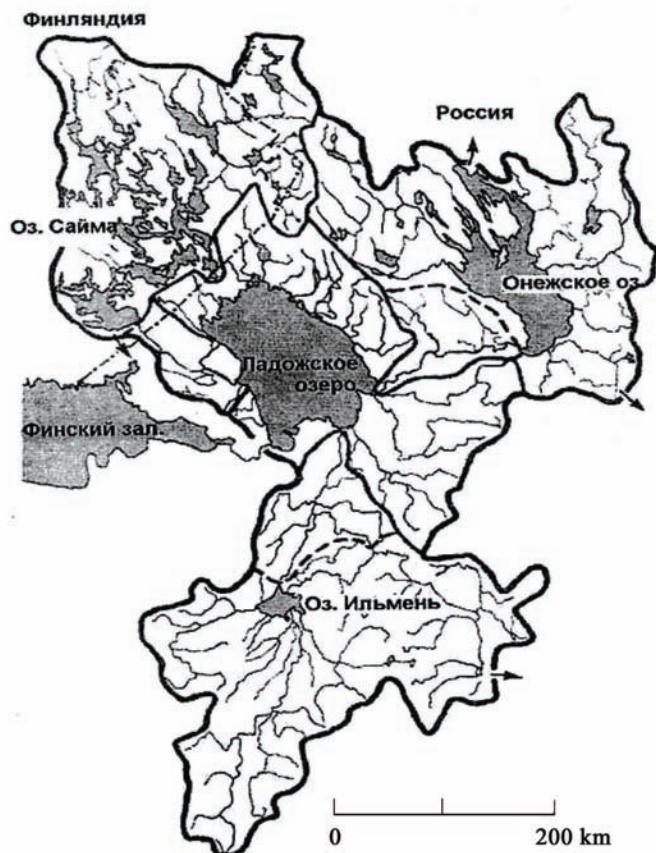 Финляндия
Россия
Оз. Сайма
Онежское оз.
Ладожское
озеро
Финский зал.
Оз. Ильмень
0 200 km